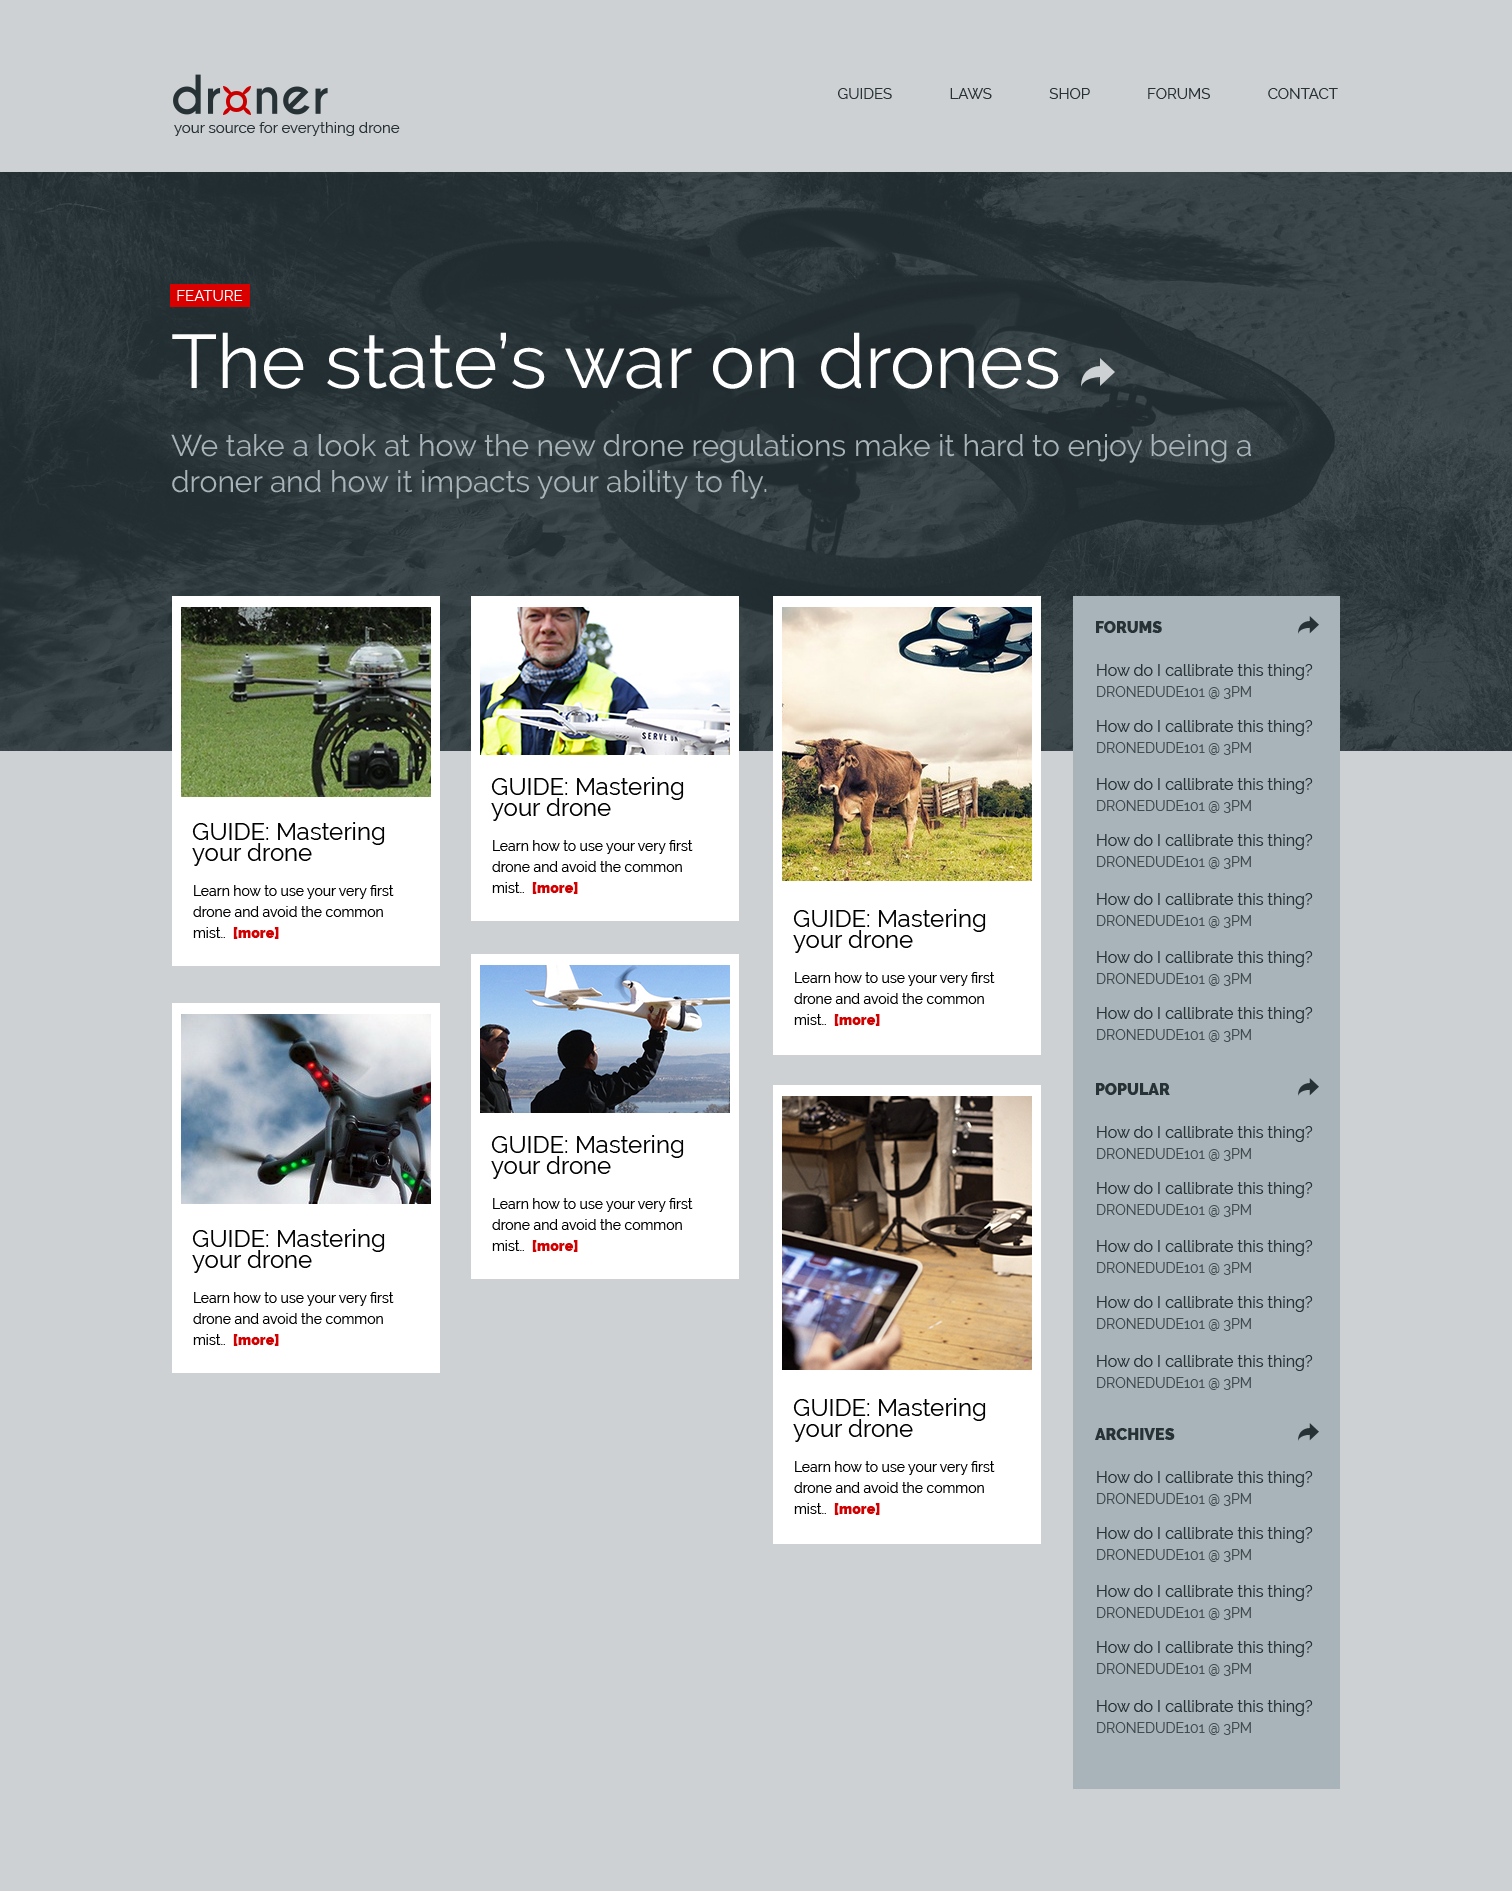 droner
your source for everything drone
GUIDES
LAWS
SHOP
FORUMS
CONTACT
FEATURE
The state’s war on drones
We take a look at how the new drone regulations make it hard to enjoy being a
droner and how it impacts your ability to fly.
GUIDE: Mastering
your drone
Learn how to use your very first
drone and avoid the common
mist.. [more]
GUIDE: Mastering
your drone
Learn how to use your very first
drone and avoid the common
mist.. [more]
SERVE
GUIDE: Mastering
your drone
Learn how to use your very first
drone and avoid the common
mist.. [more]
GUIDE: Mastering
your drone
Learn how to use your very first
drone and avoid the common
mist.. [more]
GUIDE: Mastering
your drone
Learn how to use your very first
drone and avoid the common
mist.. [more]
GUIDE: Mastering
your drone
Learn how to use your very first
drone and avoid the common
mist.. [more]
FORUMS
How do I callibrate this thing?
DRONEDUDE101 @ 3PM
How do I callibrate this thing?
DRONEDUDE101 @ 3PM
How do I callibrate this thing?
DRONEDUDE101 @ 3PM
How do I callibrate this thing?
DRONEDUDE101 @ 3PM
How do I callibrate this thing?
DRONEDUDE101 @ 3PM
How do I callibrate this thing?
DRONEDUDE101 @ 3PM
How do I callibrate this thing?
DRONEDUDE101 @ 3PM
POPULAR
How do I callibrate this thing?
DRONEDUDE101 @ 3PM
How do I callibrate this thing?
DRONEDUDE101 @ 3PM
How do I callibrate this thing?
DRONEDUDE101 @ 3PM
How do I callibrate this thing?
DRONEDUDE101 @ 3PM
How do I callibrate this thing?
DRONEDUDE101 @ 3PM
ARCHIVES
How do I callibrate this thing?
DRONEDUDE101 @ 3PM
How do I callibrate this thing?
DRONEDUDE101 @ 3PM
How do I callibrate this thing?
DRONEDUDE101 @ 3PM
How do I callibrate this thing?
DRONEDUDE101 @ 3PM
How do I callibrate this thing?
DRONEDUDE101 @ 3PM